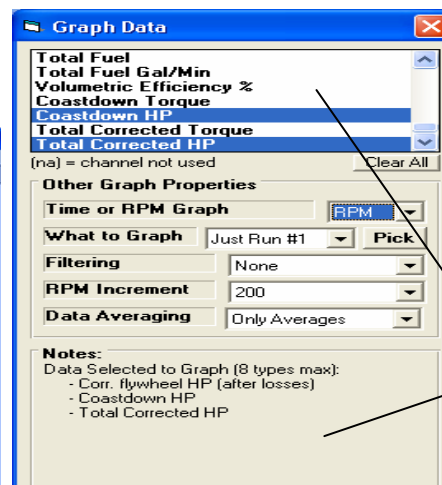 Graph Data
Total Fuel
Total Fuel Gal/Min
Volumetric Efficiency %
Coastdown Torque
Coastdown HP
Total Corrected Torque
Total Corrected HP
(na) = channel not used
Clear All
Other Graph Properties
Time or RPM Graph RPM
What to Graph Just Run #1 Pick
Filtering None
RPM Increment 200
Data Averaging Only Averages
Notes:
Data Selected to Graph (8 types max):
- Corr. flywheel HP (after losses)
- Coastdown HP
- Total Corrected HP